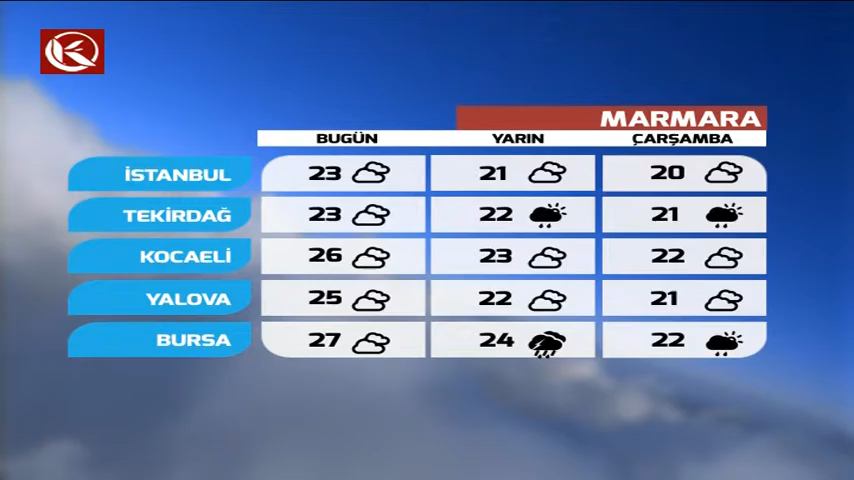 MARMARA
BUGÜN YARIN ÇARŞAMBA
İSTANBUL 23 21 20
TEKİRDAĞ 23 22 21
KOCAELİ 26 23 22
YALOVA 25 22 21
BURSA 27 24 22